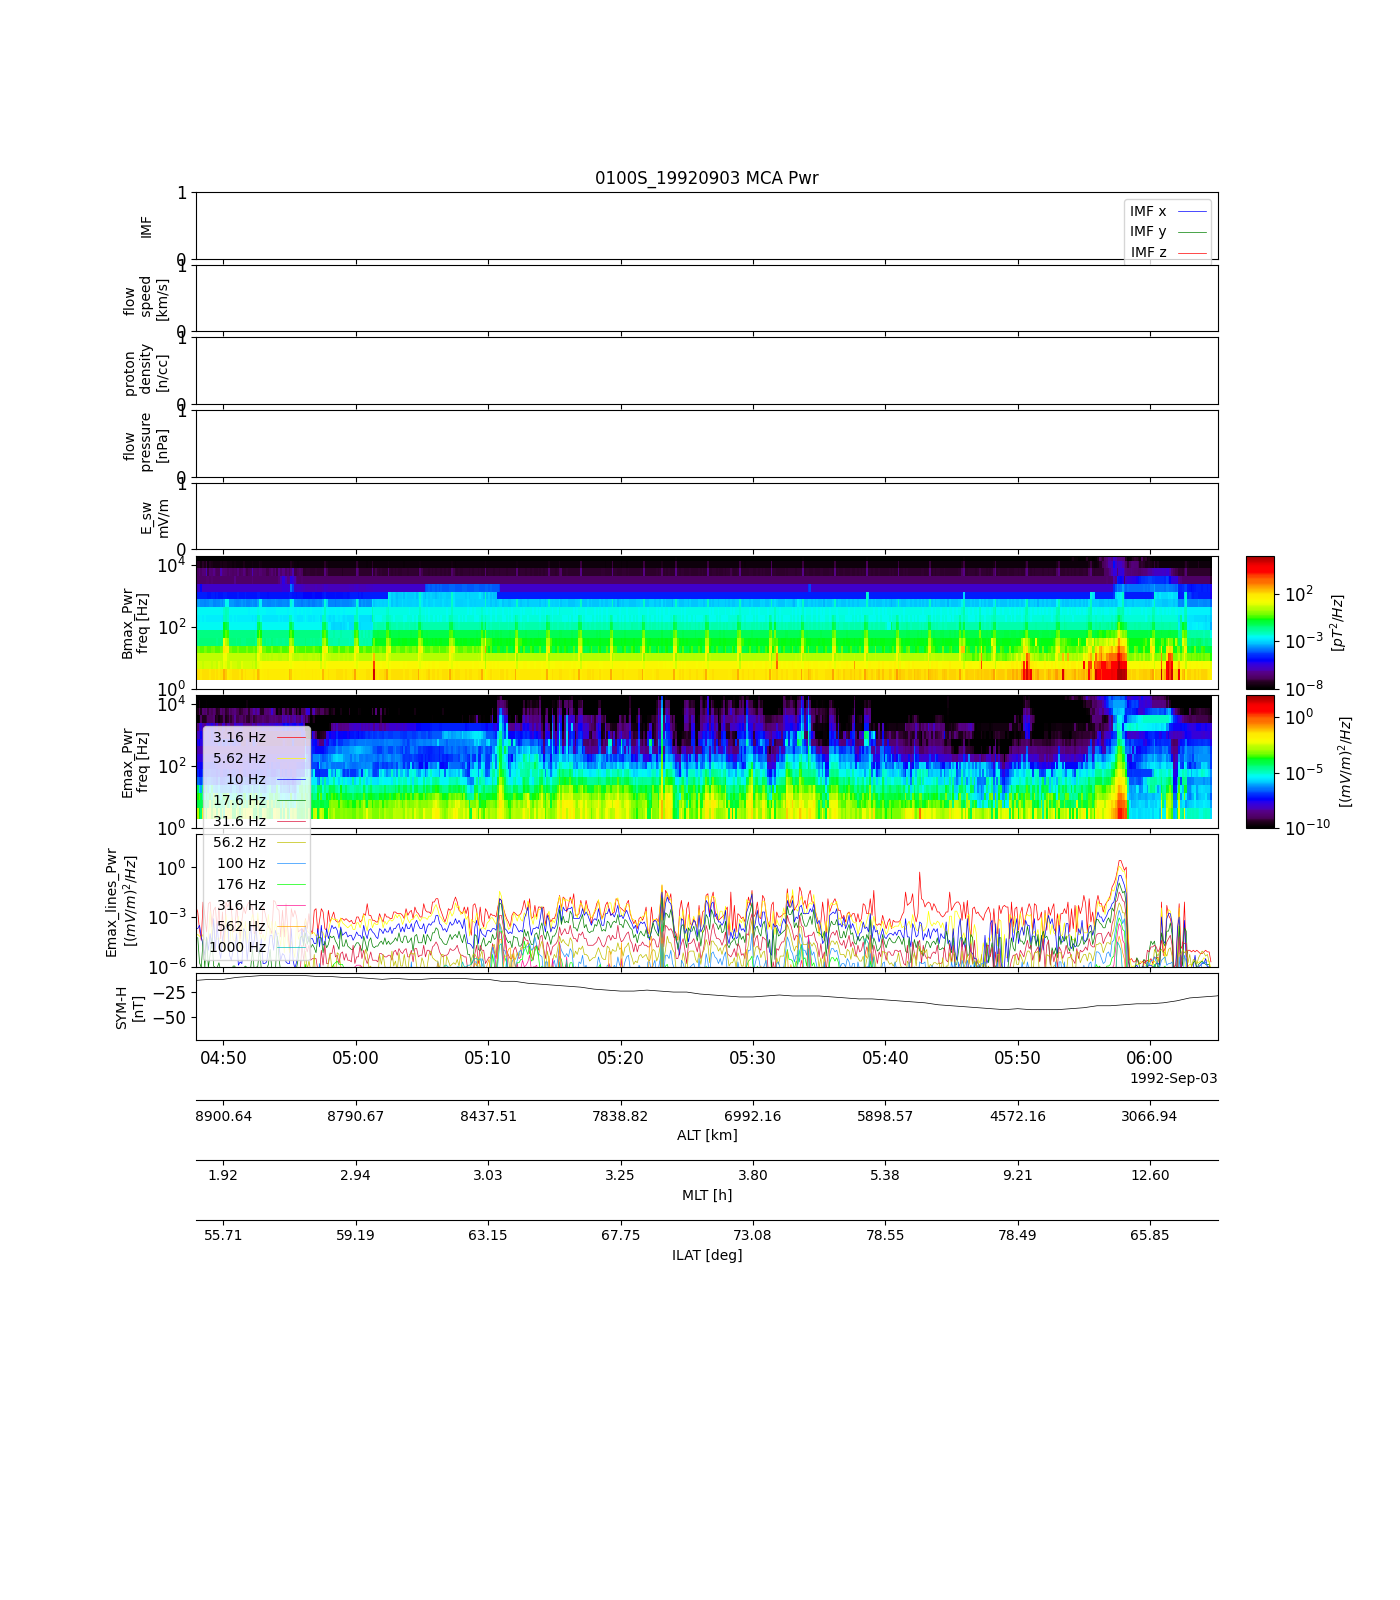 0100S_19920903 MCA Pwr
1
IMF
0
IMF x
IMF y
IMF z
1
flow
speed
[km/s]
0
1
proton
density
[n/cc]
0
1
flow
pressure
[nPa]
0
1
E_sw
mV/m
0
10^4
10^2
10^0
Bmax_Pwr
freq [Hz]
10^2
10^-3
10^-8
[pT^2/Hz]
10^4
10^2
10^0
Emax_Pwr
freq [Hz]
10^0
10^-5
10^-10
[(mV/m)^2/Hz]
3.16 Hz
5.62 Hz
10 Hz
17.6 Hz
31.6 Hz
56.2 Hz
100 Hz
176 Hz
316 Hz
562 Hz
1000 Hz
10^0
10^-3
10^-6
Emax_lines_Pwr
[(mV/m)^2/Hz]
−25
−50
SYM-H
[nT]
04:50 05:00 05:10 05:20 05:30 05:40 05:50 06:00
1992-Sep-03
8900.64 8790.67 8437.51 7838.82 6992.16 5898.57 4572.16 3066.94
ALT [km]
1.92 2.94 3.03 3.25 3.80 5.38 9.21 12.60
MLT [h]
55.71 59.19 63.15 67.75 73.08 78.55 78.49 65.85
ILAT [deg]